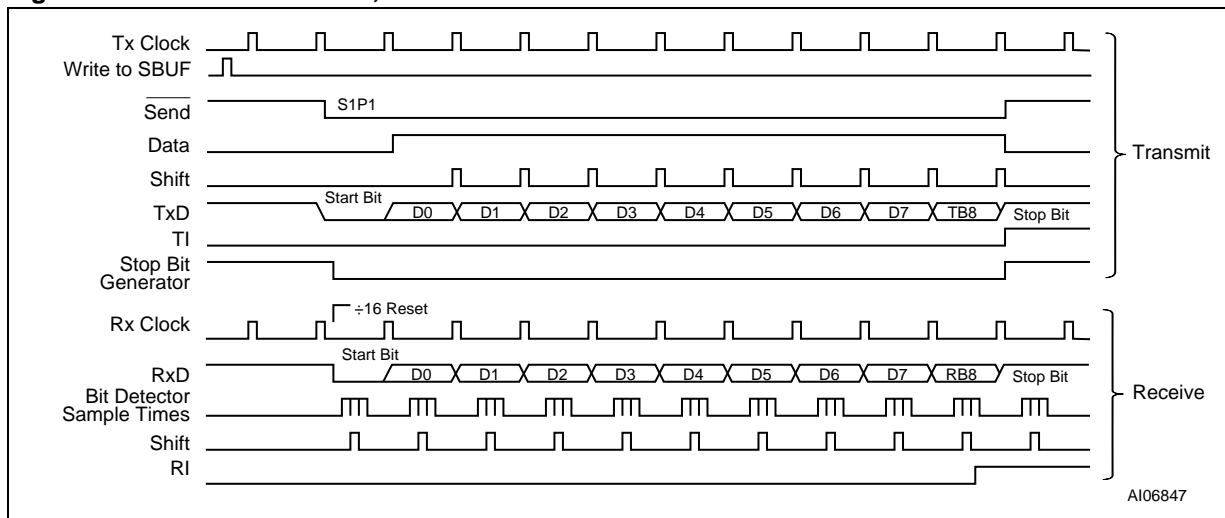 Tx Clock
Write to SBUF
Send
S1P1
Data
Transmit
Shift
Start Bit
TxD
D0 D1 D2 D3 D4 D5 D6 D7 TB8 Stop Bit
TI
Stop Bit
Generator
÷16 Reset
Rx Clock
Start Bit
RxD
D0 D1 D2 D3 D4 D5 D6 D7 RB8 Stop Bit
Bit Detector
Sample Times
Receive
Shift
RI
AI06847